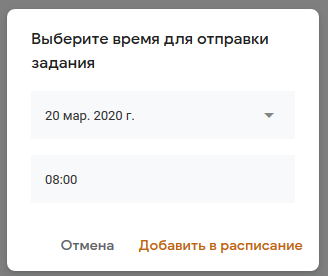 Выберите время для отправки
задания
20 мар. 2020 г.
08:00
Отмена Добавить в расписание